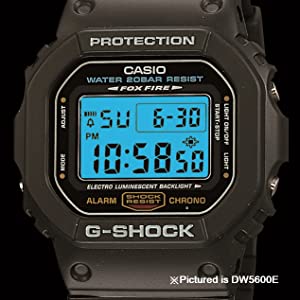 PROTECTION
CASIO
WATER 20BAR RESIST
FOX FIRE
ADJUST
LIGHT ON/OFF
START·STOP
SU 6-30
PM
10:58 50
MODE
LIGHT
ELECTRO LUMINESCENT BACKLIGHT
ALARM SHOCK RESIST CHRONO
G-SHOCK
※Pictured is DW5600E